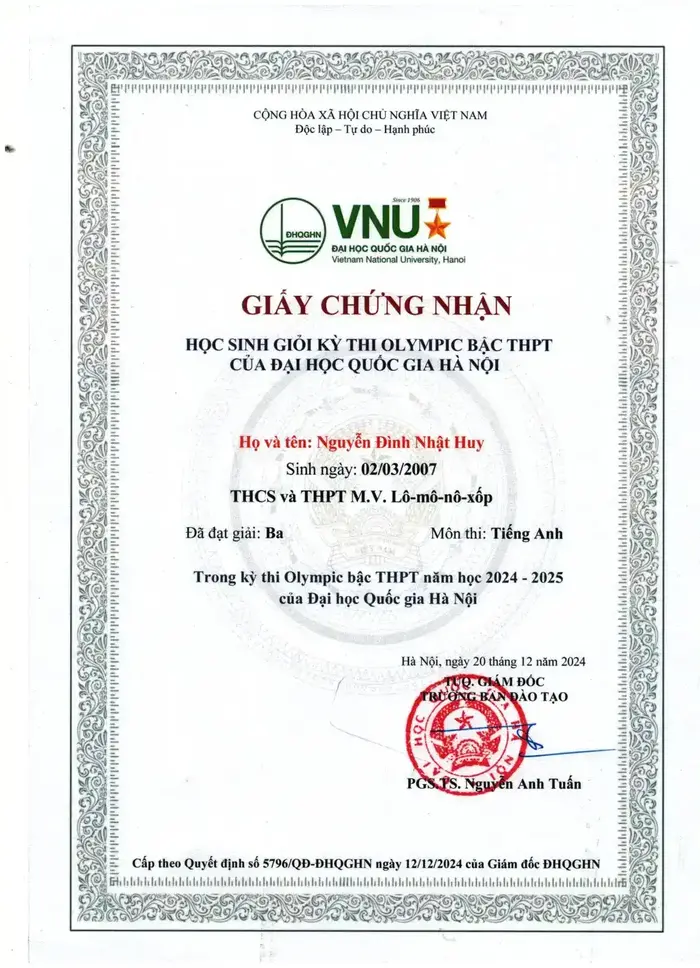 CỘNG HÒA XÃ HỘI CHỦ NGHĨA VIỆT NAM
Độc lập – Tự do – Hạnh phúc
Since 1906
ĐHQGHN
VNU
ĐẠI HỌC QUỐC GIA HÀ NỘI
Vietnam National University, Hanoi
GIẤY CHỨNG NHẬN
HỌC SINH GIỎI KỲ THI OLYMPIC BẬC THPT
CỦA ĐẠI HỌC QUỐC GIA HÀ NỘI
Họ và tên: Nguyễn Đình Nhật Huy
Sinh ngày: 02/03/2007
THCS và THPT M.V. Lô-mô-nô-xốp
Đã đạt giải: Ba Môn thi: Tiếng Anh
Trong kỳ thi Olympic bậc THPT năm học 2024 - 2025
của Đại học Quốc gia Hà Nội
Hà Nội, ngày 20 tháng 12 năm 2024
TUQ. GIÁM ĐỐC
TRƯỞNG BAN ĐÀO TẠO
PGS.TS. Nguyễn Anh Tuấn
Cấp theo Quyết định số 5796/QĐ-ĐHQGHN ngày 12/12/2024 của Giám đốc ĐHQGHN